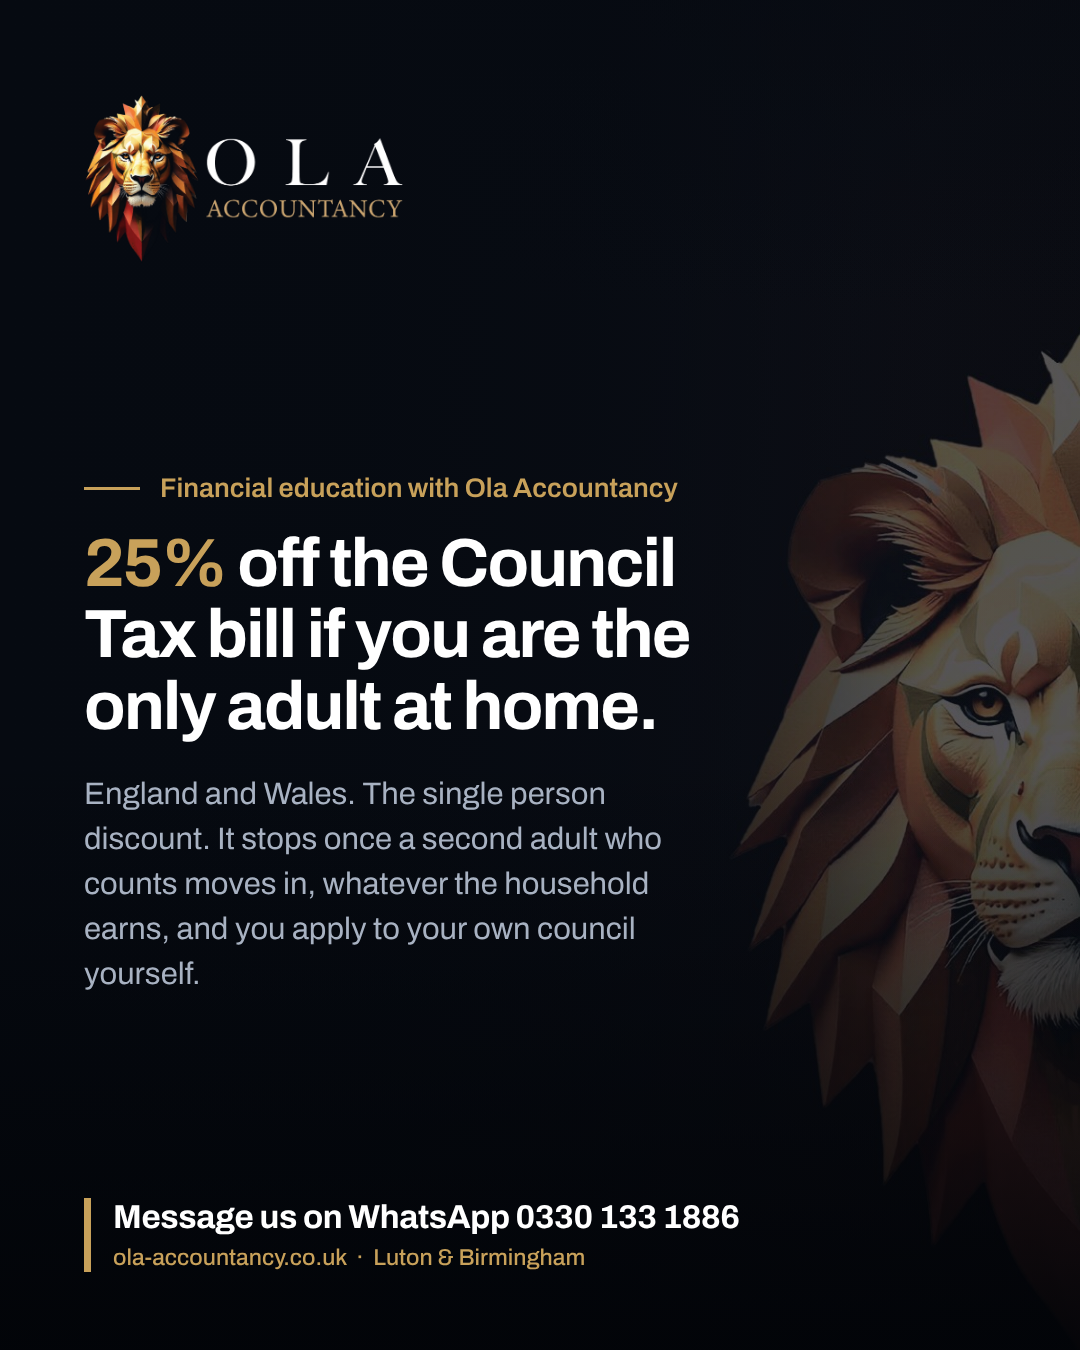 OLA
ACCOUNTANCY
Financial education with Ola Accountancy
25% off the Council
Tax bill if you are the
only adult at home.
England and Wales. The single person
discount. It stops once a second adult who
counts moves in, whatever the household
earns, and you apply to your own council
yourself.
Message us on WhatsApp 0330 133 1886
ola-accountancy.co.uk · Luton & Birmingham